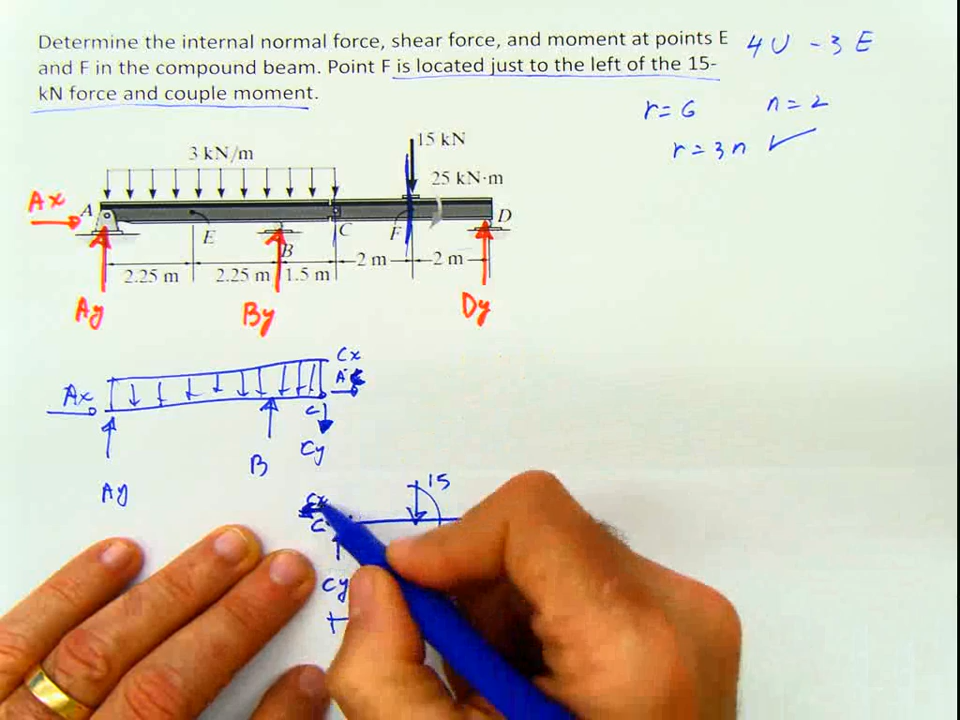 Determine the internal normal force, shear force, and moment at points E
and F in the compound beam. Point F is located just to the left of the 15-
kN force and couple moment.
4U - 3E
r = 6 n = 2
r = 3n ✓
15 kN
3 kN/m
25 kN·m
Ax
A
E
B
C
F
D
2.25 m 2.25 m 1.5 m 2 m 2 m
Ay
By
Dy
Cx
Ax
C
Cy
B
Ay
15
Cx
C
Cy